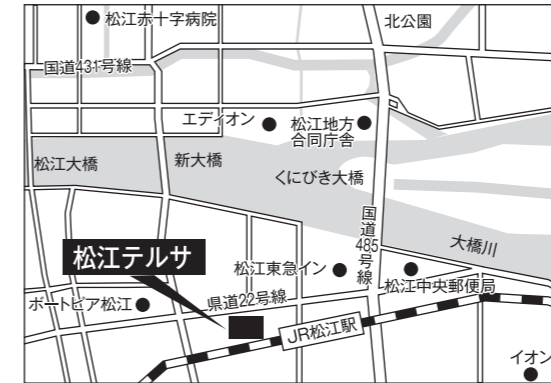 松江赤十字病院
北公園
国道431号線
エディオン
松江地方
合同庁舎
松江大橋
新大橋
くにびき大橋
国道485号線
大橋川
松江テルサ
松江東急イン
松江中央郵便局
ポートピア松江
県道22号線
JR松江駅
イオン